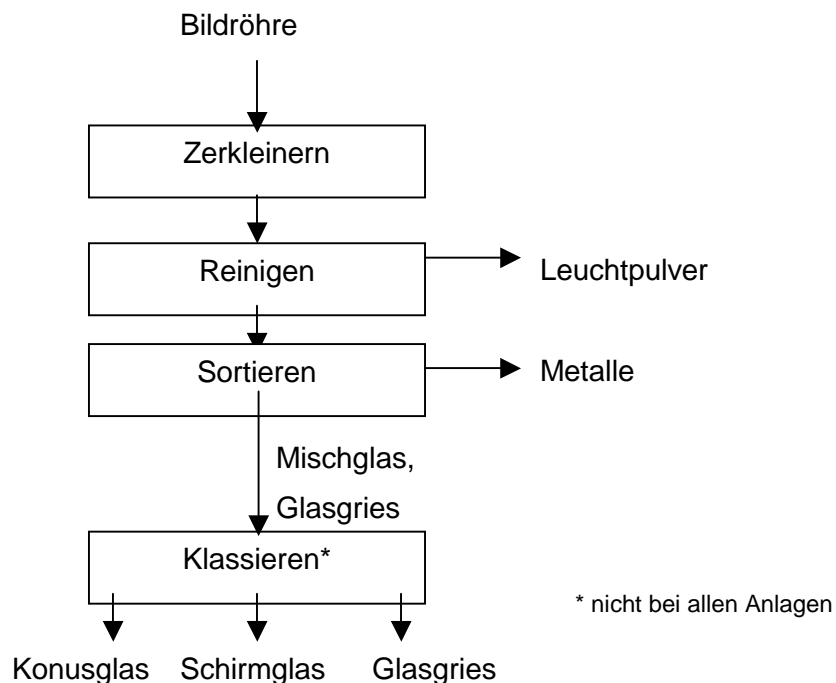 Bildröhre
Zerkleinern
Reinigen
Leuchtpulver
Sortieren
Metalle
Mischglas,
Glasgries
Klassieren*
* nicht bei allen Anlagen
Konusglas
Schirmglas
Glasgries